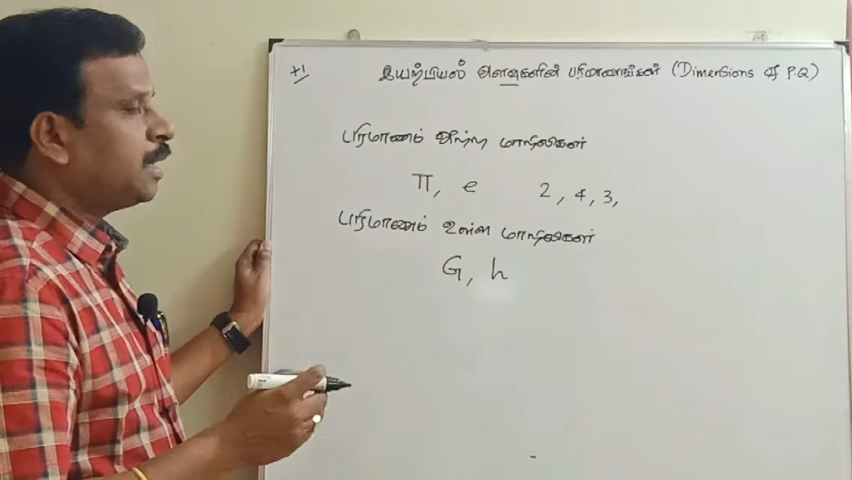 +1
இயற்பியல் அளவுகளின் பரிமாணங்கள் (Dimensions of P.Q)
பரிமாணம் அற்ற மாறிலிகள்
π, e 2, 4, 3,
பரிமாணம் உள்ள மாறிலிகள்
G, h